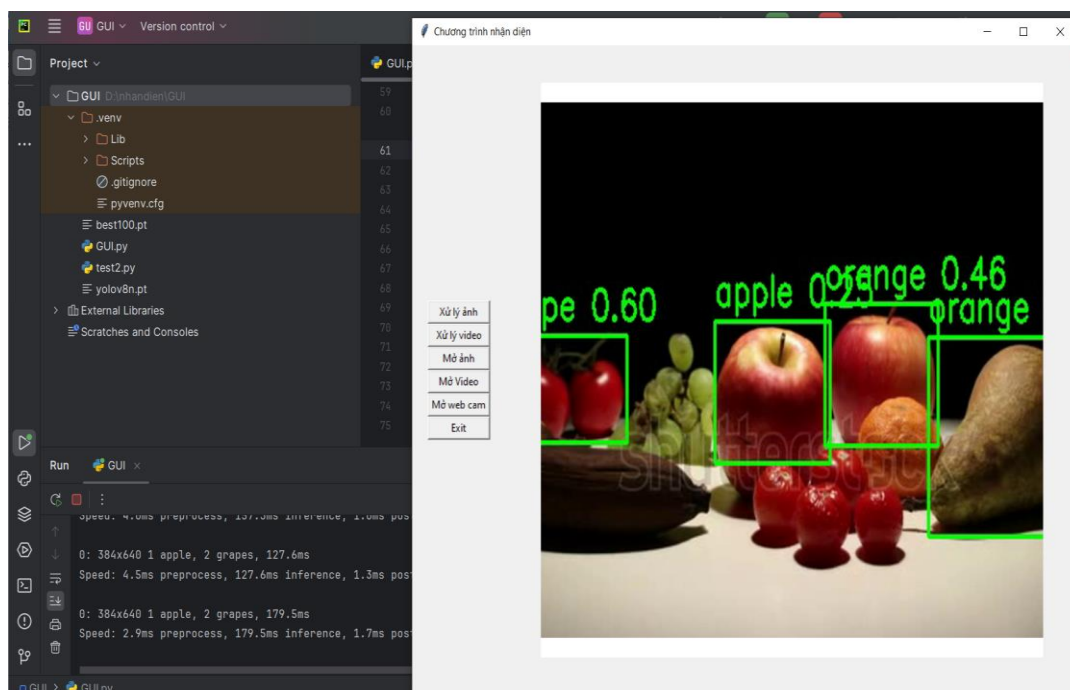 GU GUI Version control
Project
GUI D:\nhandien\GUI
.venv
Lib
Scripts
.gitignore
pyvenv.cfg
best100.pt
GUI.py
test2.py
yolov8n.pt
External Libraries
Scratches and Consoles
GUI.p
59
60
61
62
63
64
65
66
67
68
69
70
71
72
73
74
75
Run GUI
0: 384x640 1 apple, 2 grapes, 127.6ms
Speed: 4.5ms preprocess, 127.6ms inference, 1.3ms pos
0: 384x640 1 apple, 2 grapes, 179.5ms
Speed: 2.9ms preprocess, 179.5ms inference, 1.7ms pos
GUI > GUI.py
Chương trình nhận diện
Xử lý ảnh
Xử lý video
Mở ảnh
Mở Video
Mở web cam
Exit
pe 0.60
apple 0.25
orange 0.46
orange
shutterstock